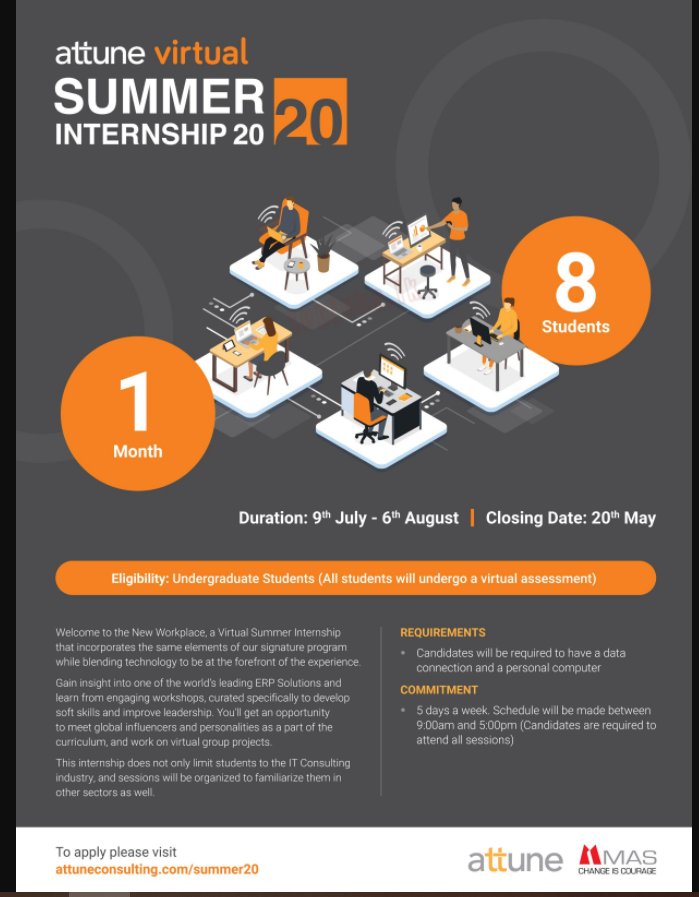 attune virtual
SUMMER
INTERNSHIP 20 20
8
Students
1
Month
Duration: 9th July - 6th August | Closing Date: 20th May
Eligibility: Undergraduate Students (All students will undergo a virtual assessment)
Welcome to the New Workplace, a Virtual Summer Internship
that incorporates the same elements of our signature program
while blending technology to be at the forefront of the experience.
Gain insight into one of the world's leading ERP Solutions and
learn from engaging workshops, curated specifically to develop
soft skills and improve leadership. You'll get an opportunity
to meet global influencers and personalities as a part of the
curriculum, and work on virtual group projects.
This internship does not only limit students to the IT Consulting
industry, and sessions will be organized to familiarize them in
other sectors as well.
REQUIREMENTS
• Candidates will be required to have a data
connection and a personal computer
COMMITMENT
• 5 days a week. Schedule will be made between
9:00am and 5:00pm (Candidates are required to
attend all sessions)
To apply please visit
attuneconsulting.com/summer20
attune
MAS
CHANGE IS COURAGE